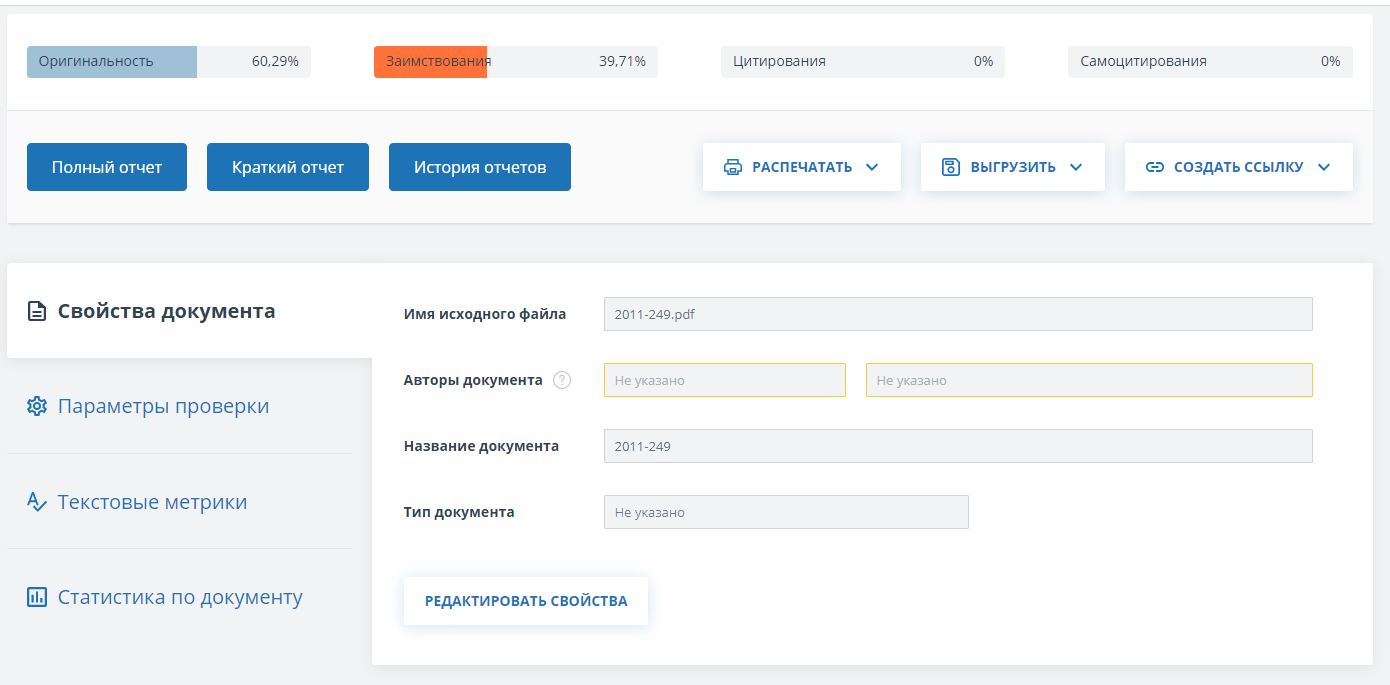 Оригинальность 60,29% Заимствования 39,71% Цитирования 0% Самоцитирования 0%
Полный отчет Краткий отчет История отчетов РАСПЕЧАТАТЬ ВЫГРУЗИТЬ СОЗДАТЬ ССЫЛКУ
Свойства документа
Параметры проверки
Текстовые метрики
Статистика по документу
Имя исходного файла 2011-249.pdf
Авторы документа ? Не указано Не указано
Название документа 2011-249
Тип документа Не указано
РЕДАКТИРОВАТЬ СВОЙСТВА